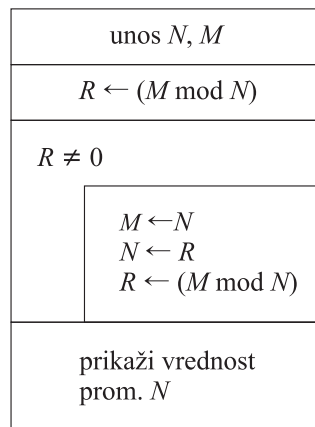 unos N, M
R ← (M mod N)
R ≠ 0
M ←N
N ← R
R ← (M mod N)
prikaži vrednost
prom. N